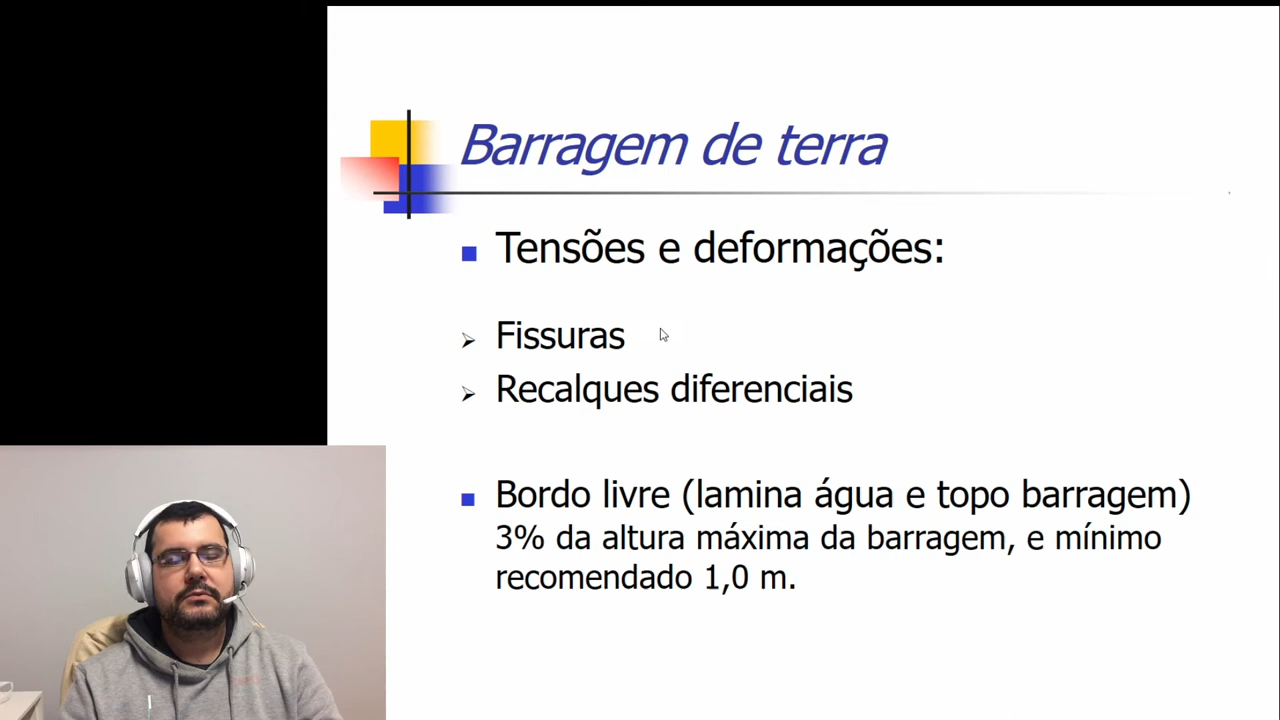 Barragem de terra
Tensões e deformações:
Fissuras
Recalques diferenciais
Bordo livre (lamina água e topo barragem)
3% da altura máxima da barragem, e mínimo
recomendado 1,0 m.